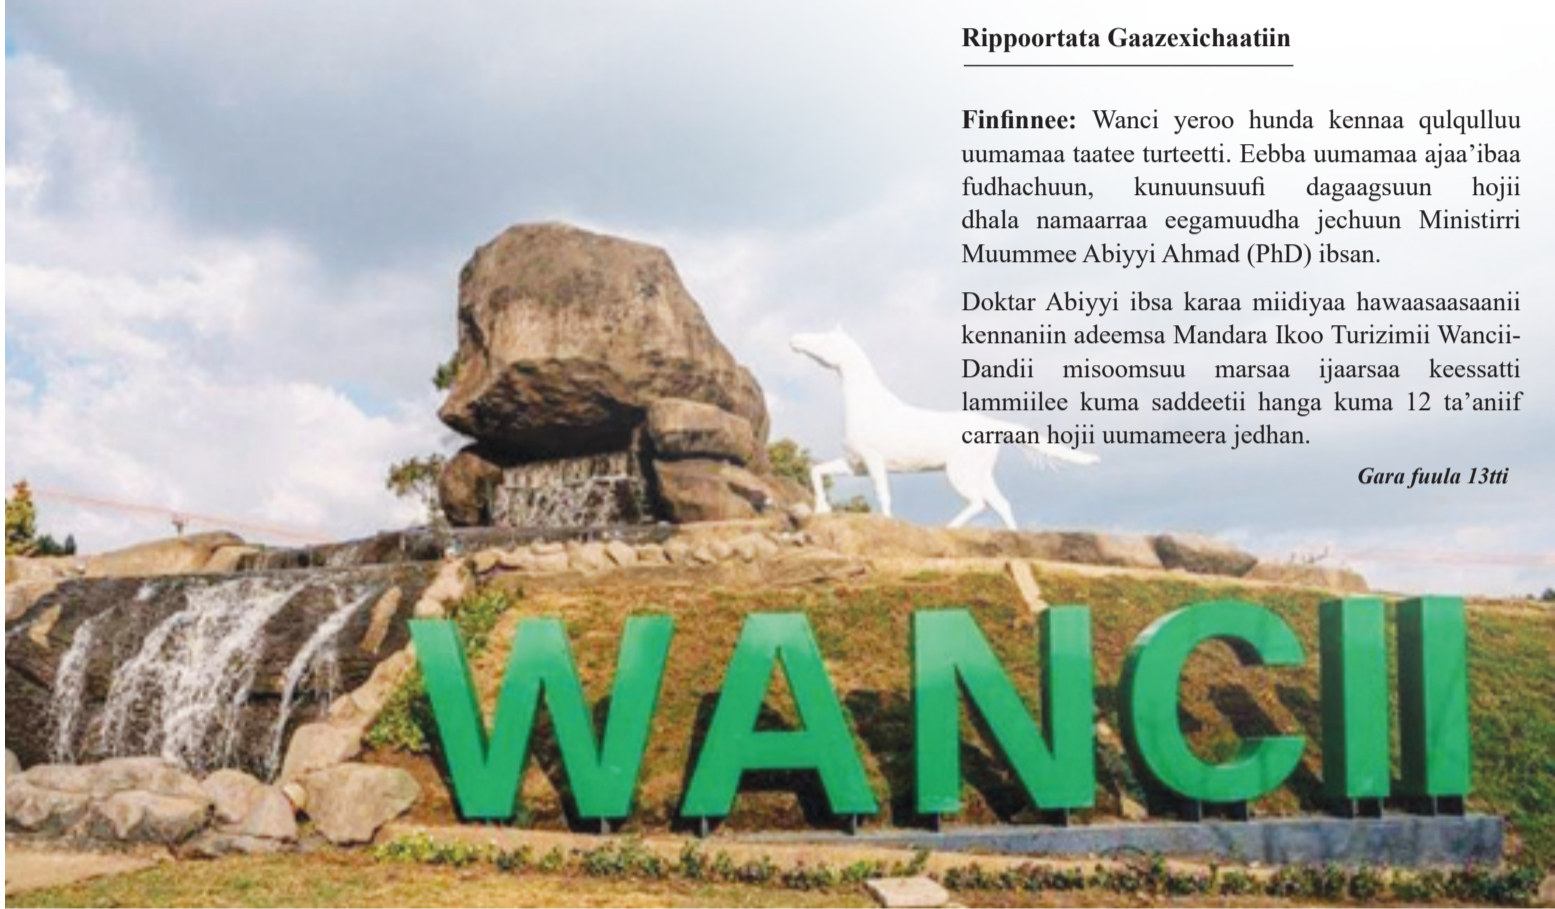 Rippoortata Gaazexichaatiin
Finfinnee: Wanci yeroo hunda kennaa qulqulluu
uumamaa taatee turteetti. Eebba uumamaa ajaa’ibaa
fudhachuun, kunuunsuufi dagaagsuun hojii
dhala namaarraa eegamuudha jechuun Ministirri
Muummee Abiyyi Ahmad (PhD) ibsan.
Doktar Abiyyi ibsa karaa miidiyaa hawaasaasaanii
kennaniin adeemsa Mandara Ikoo Turizimii Wancii-
Dandii misoomsuu marsaa ijaarsaa keessatti
lammiilee kuma saddeetii hanga kuma 12 ta’aniif
carraan hojii uumameera jedhan.
Gara fuula 13tti
WANCII